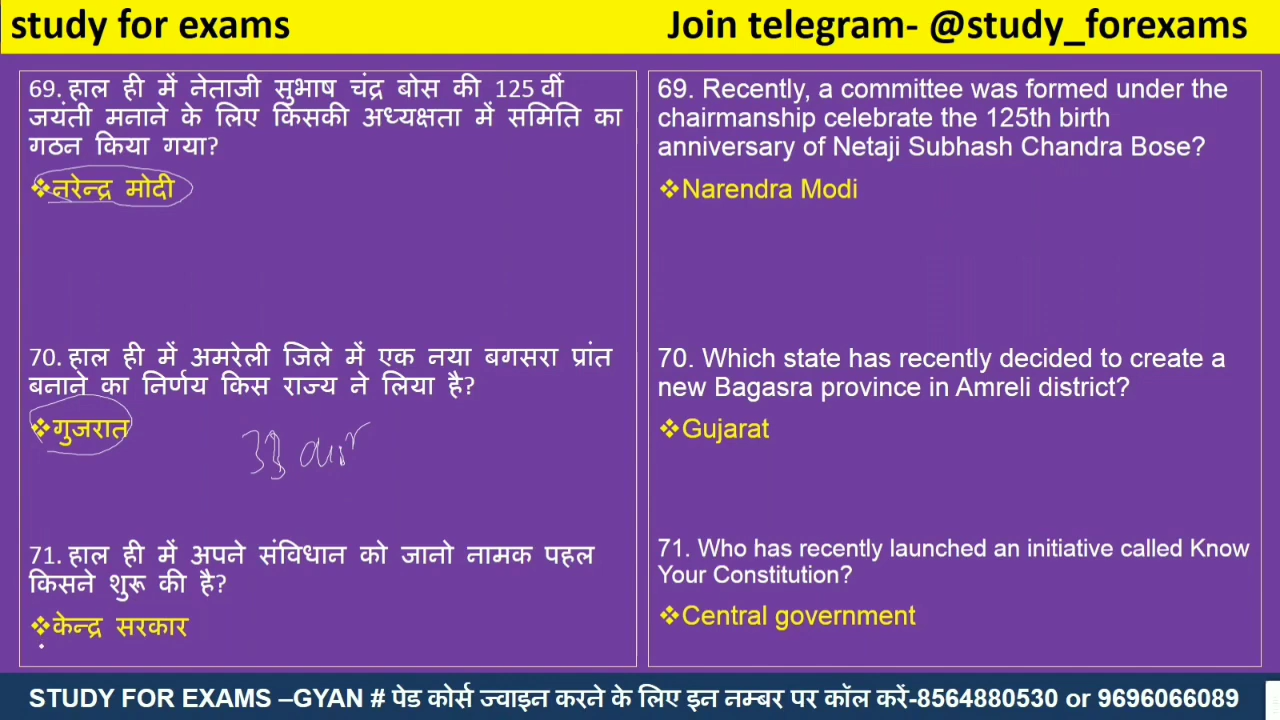 study for exams
Join telegram- @study_forexams
69. हाल ही में नेताजी सुभाष चंद्र बोस की 125 वीं
जयंती मनाने के लिए किसकी अध्यक्षता में समिति का
गठन किया गया?
❖नरेन्द्र मोदी
70. हाल ही में अमरेली जिले में एक नया बगसरा प्रांत
बनाने का निर्णय किस राज्य ने लिया है?
❖गुजरात
71. हाल ही में अपने संविधान को जानो नामक पहल
किसने शुरू की है?
❖केन्द्र सरकार
69. Recently, a committee was formed under the
chairmanship celebrate the 125th birth
anniversary of Netaji Subhash Chandra Bose?
❖Narendra Modi
70. Which state has recently decided to create a
new Bagasra province in Amreli district?
❖Gujarat
71. Who has recently launched an initiative called Know
Your Constitution?
❖Central government
STUDY FOR EXAMS –GYAN # पेड कोर्स ज्वाइन करने के लिए इन नम्बर पर कॉल करें-8564880530 or 9696066089